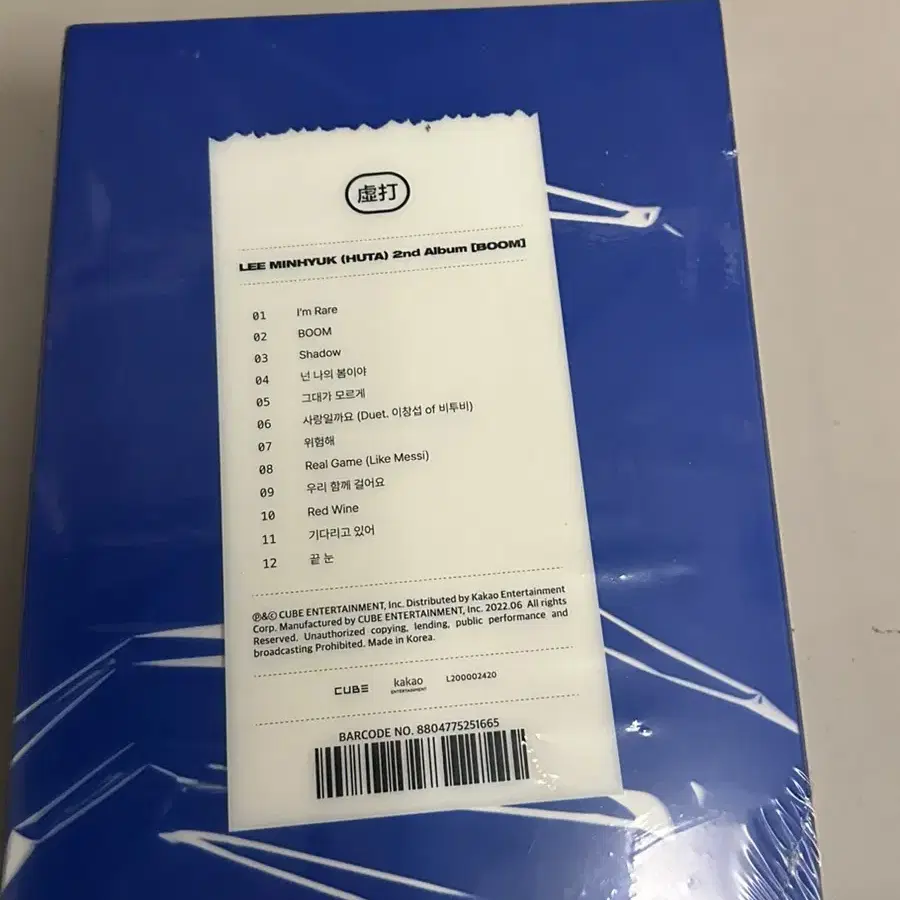 虛打
LEE MINHYUK (HUTA) 2nd Album [BOOM]
01 I'm Rare
02 BOOM
03 Shadow
04 넌 나의 봄이야
05 그대가 모르게
06 사랑일까요 (Duet. 이창섭 of 비투비)
07 위험해
08 Real Game (Like Messi)
09 우리 함께 걸어요
10 Red Wine
11 기다리고 있어
12 끝 눈
℗&© CUBE ENTERTAINMENT, Inc. Distributed by Kakao Entertainment
Corp. Manufactured by CUBE ENTERTAINMENT, Inc. 2022.06 All rights
Reserved. Unauthorized copying, lending, public performance and
broadcasting Prohibited. Made in Korea.
CUBE kakao ENTERTAINMENT L200002420
BARCODE NO. 8804775251665